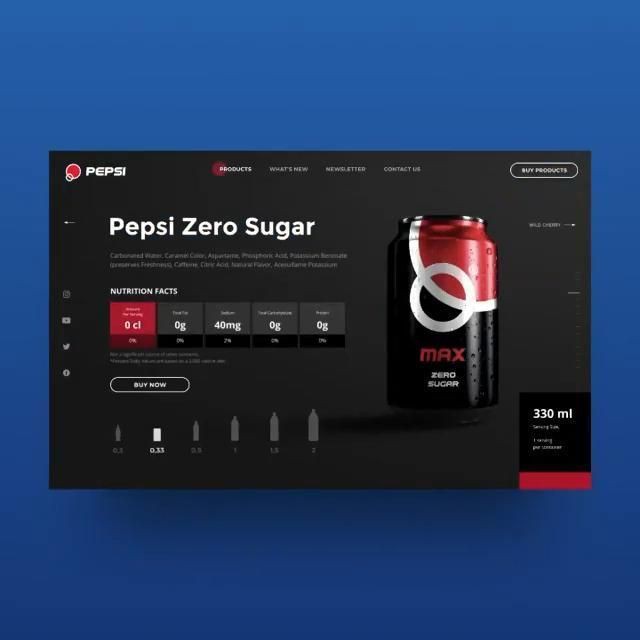 PEPSI
PRODUCTS
WHAT'S NEW
NEWSLETTER
CONTACT US
BUY PRODUCTS
Pepsi Zero Sugar
WILD CHERRY
Carbonated Water, Caramel Color, Aspartame, Phosphoric Acid, Potassium Benzoate
(preserves Freshness), Caffeine, Citric Acid, Natural Flavor, Acesulfame Potassium
NUTRITION FACTS
Amount
Per Serving
0 cl
0%
Total Fat
0g
0%
Sodium
40mg
2%
Total Carbohydrate
0g
0%
Protein
0g
0%
Not a significant source of other nutrients.
*Percent Daily Values are based on a 2,000 calorie diet.
BUY NOW
0,3
0,33
0,5
1
1,5
2
MAX
ZERO
SUGAR
330 ml
Serving Size,
1 serving
per container